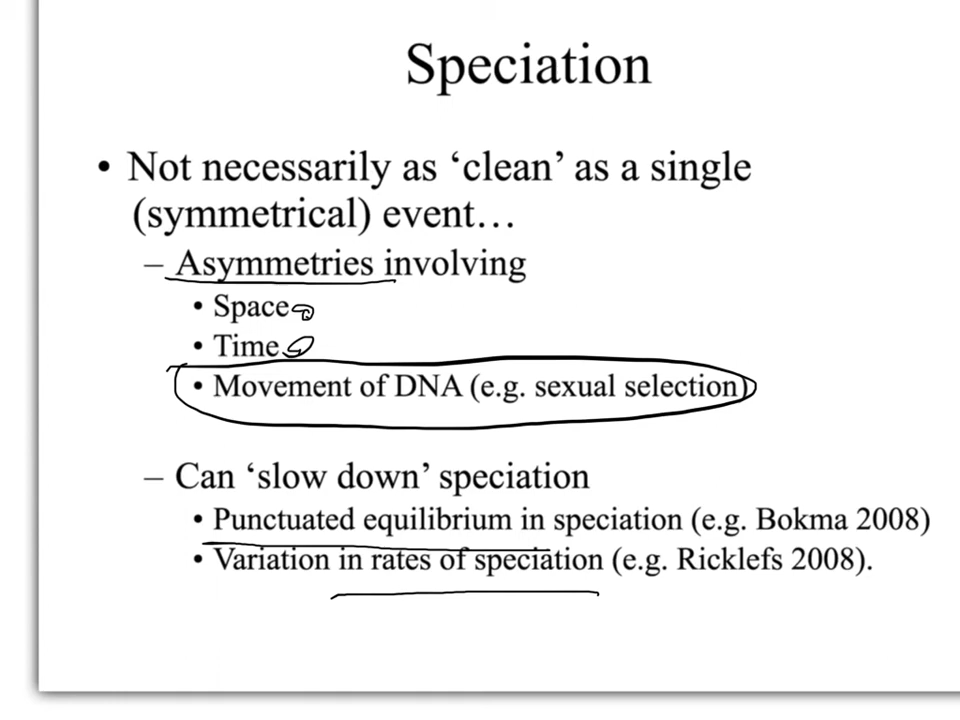 Speciation
• Not necessarily as ‘clean’ as a single
(symmetrical) event…
– Asymmetries involving
• Space
• Time
• Movement of DNA (e.g. sexual selection)
– Can ‘slow down’ speciation
• Punctuated equilibrium in speciation (e.g. Bokma 2008)
• Variation in rates of speciation (e.g. Ricklefs 2008).